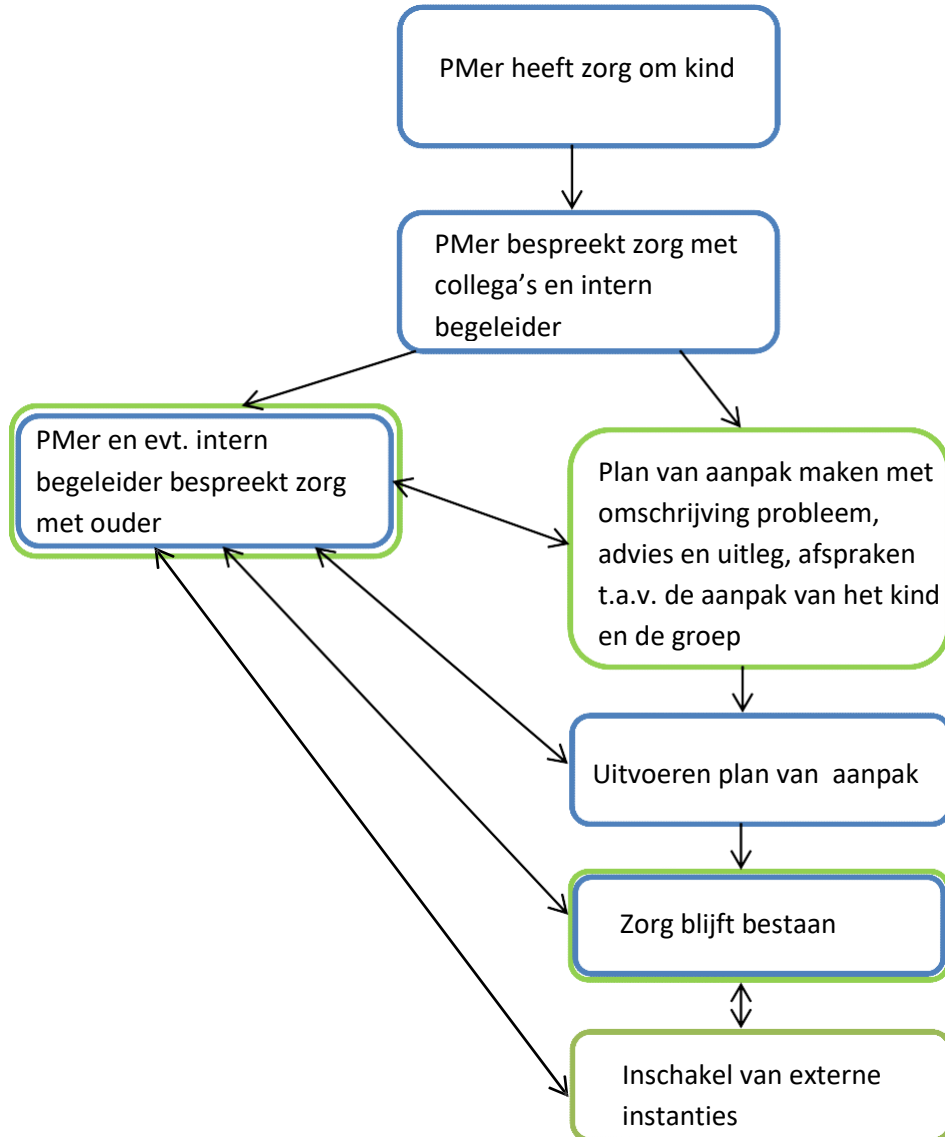 PMer heeft zorg om kind
PMer bespreekt zorg met
collega's en intern
begeleider
PMer en evt. intern
begeleider bespreekt zorg
met ouder
Plan van aanpak maken met
omschrijving probleem,
advies en uitleg, afspraken
t.a.v. de aanpak van het kind
en de groep
Uitvoeren plan van  aanpak
Zorg blijft bestaan
Inschakel van externe
instanties